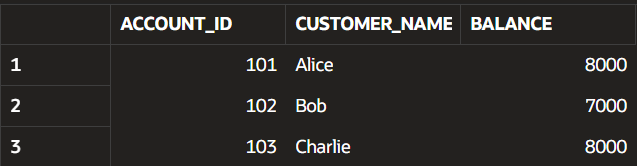 ACCOUNT_ID CUSTOMER_NAME BALANCE
1 101 Alice 8000
2 102 Bob 7000
3 103 Charlie 8000